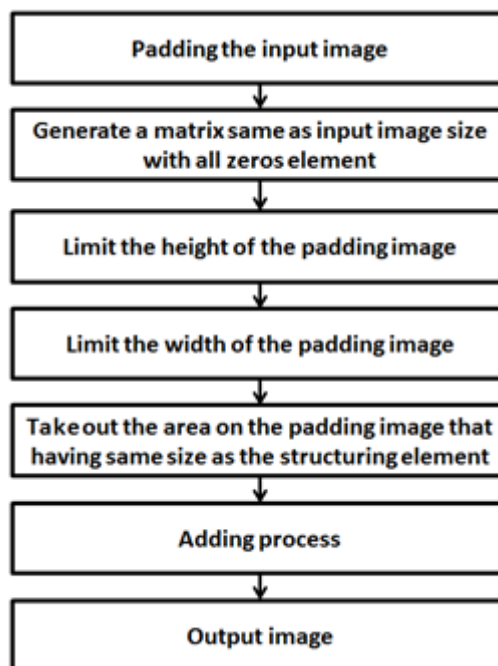 Padding the input image
Generate a matrix same as input image size
with all zeros element
Limit the height of the padding image
Limit the width of the padding image
Take out the area on the padding image that
having same size as the structuring element
Adding process
Output image